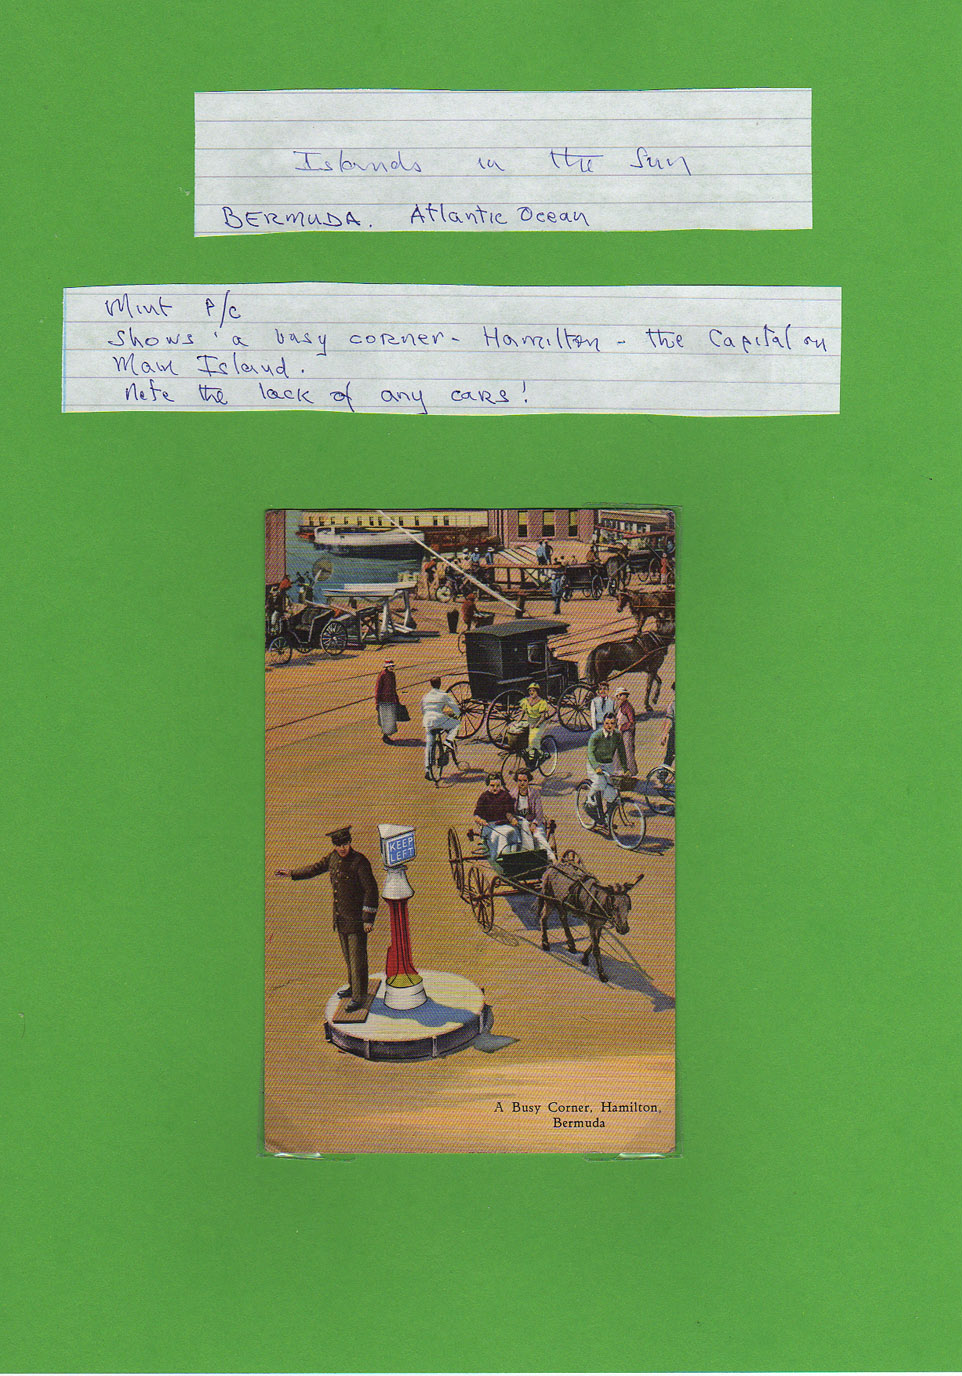 Islands in the Sun
BERMUDA. Atlantic Ocean
Mint P/C
Shows a busy corner - Hamilton - the Capital on
Main Island.
Note the lack of any cars!
KEEP
LEFT
A Busy Corner, Hamilton,
Bermuda